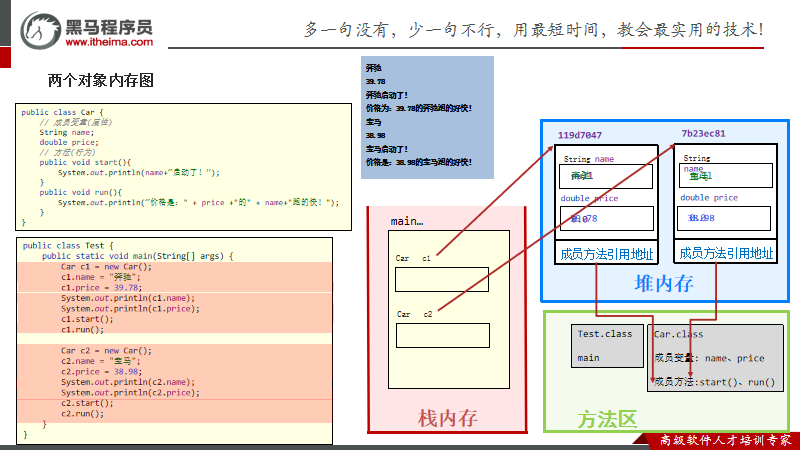 黑马程序员
www.itheima.com
多一句没有，少一句不行，用最短时间，教会最实用的技术！
两个对象内存图
public class Car {
// 成员变量(属性)
String name;
double price;
// 方法(行为)
public void start(){
System.out.println(name+"启动了！");
}
public void run(){
System.out.println("价格是：" + price +"的" + name+"跑的快！");
}
}
public class Test {
public static void main(String[] args) {
Car c1 = new Car();
c1.name = "奔驰";
c1.price = 39.78;
System.out.println(c1.name);
System.out.println(c1.price);
c1.start();
c1.run();
Car c2 = new Car();
c2.name = "宝马";
c2.price = 38.98;
System.out.println(c2.name);
System.out.println(c2.price);
c2.start();
c2.run();
}
}
奔驰
39.78
奔驰启动了！
价格为：39.78的奔驰跑的好快！
宝马
38.98
宝马启动了！
价格是：38.98的宝马跑的好快！
main…
Car c1
Car c2
栈内存
119d7047
String name
double price
成员方法引用地址
7b23ec81
String
name
double price
成员方法引用地址
堆内存
Test.class
main
Car.class
成员变量：name、price
成员方法:start()、run()
方法区
高级软件人才培训专家